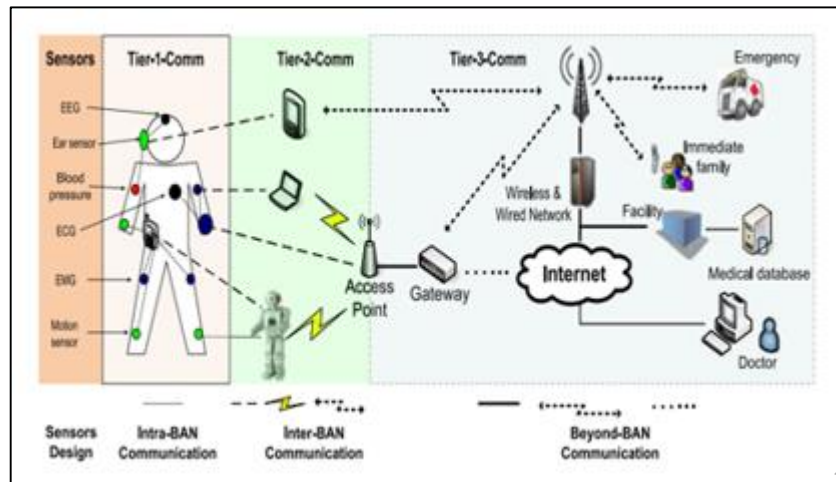 Sensors
Tier-1-Comm
Tier-2-Comm
Tier-3-Comm
EEG
Ear sensor
Blood
pressure
ECG
EMG
Motion
sensor
Access
Point
Gateway
Wireless &
Wired Network
Internet
Emergency
Immediate
family
Facility
Medical database
Doctor
Sensors
Design
Intra-BAN
Communication
Inter-BAN
Communication
Beyond-BAN
Communication